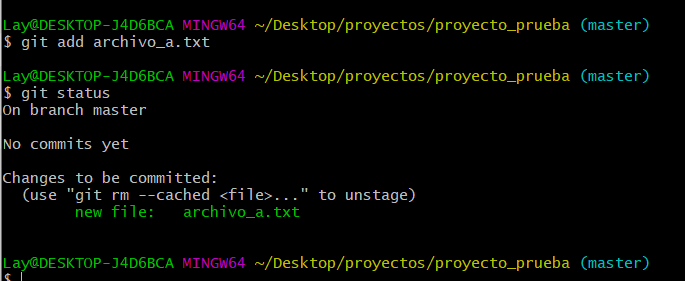 Lay@DESKTOP-J4D6BCA MINGW64 ~/Desktop/proyectos/proyecto_prueba (master)
$ git add archivo_a.txt
Lay@DESKTOP-J4D6BCA MINGW64 ~/Desktop/proyectos/proyecto_prueba (master)
$ git status
On branch master
No commits yet
Changes to be committed:
  (use "git rm --cached <file>..." to unstage)
        new file:   archivo_a.txt
Lay@DESKTOP-J4D6BCA MINGW64 ~/Desktop/proyectos/proyecto_prueba (master)
$